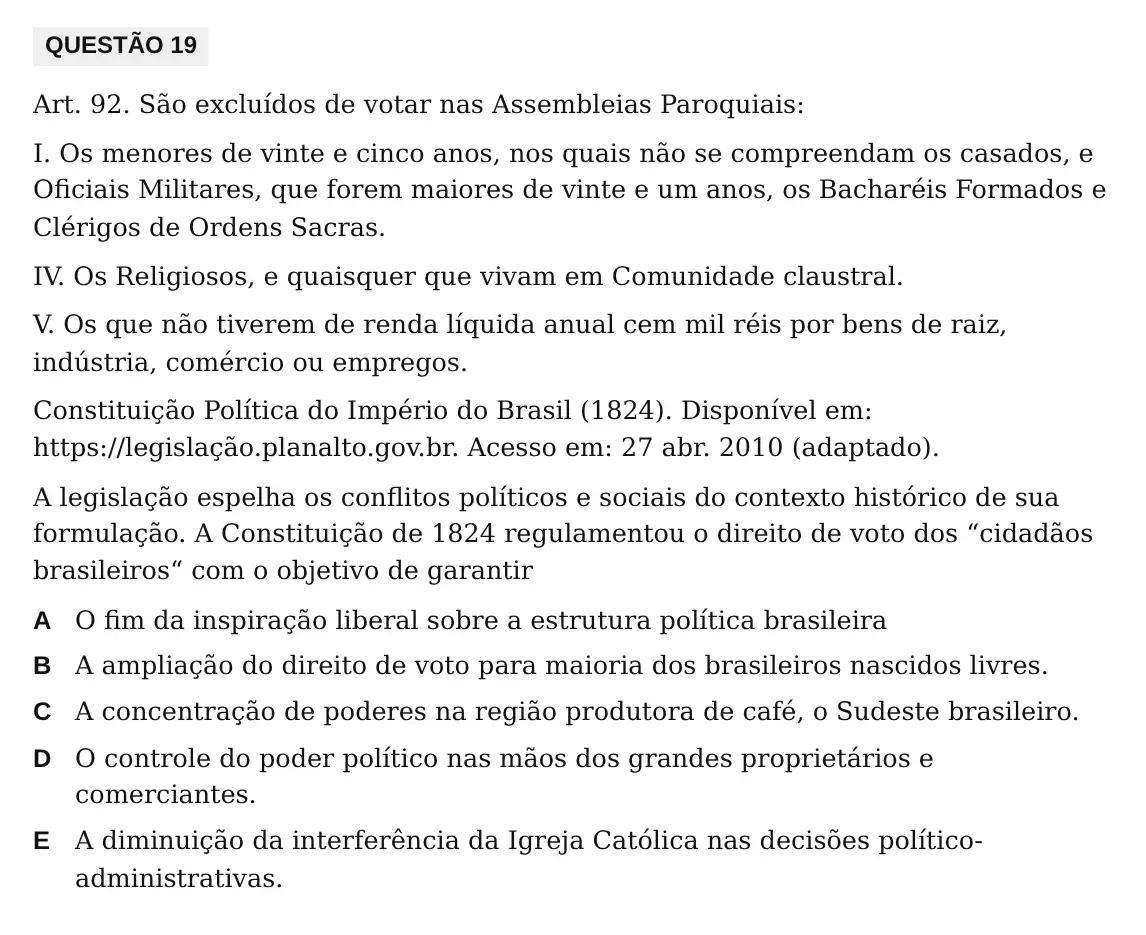 QUESTÃO 19
Art. 92. São excluídos de votar nas Assembleias Paroquiais:
I. Os menores de vinte e cinco anos, nos quais não se compreendam os casados, e
Oficiais Militares, que forem maiores de vinte e um anos, os Bacharéis Formados e
Clérigos de Ordens Sacras.
IV. Os Religiosos, e quaisquer que vivam em Comunidade claustral.
V. Os que não tiverem de renda líquida anual cem mil réis por bens de raiz,
indústria, comércio ou empregos.
Constituição Política do Império do Brasil (1824). Disponível em:
https://legislação.planalto.gov.br. Acesso em: 27 abr. 2010 (adaptado).
A legislação espelha os conflitos políticos e sociais do contexto histórico de sua
formulação. A Constituição de 1824 regulamentou o direito de voto dos “cidadãos
brasileiros“ com o objetivo de garantir
A O fim da inspiração liberal sobre a estrutura política brasileira
B A ampliação do direito de voto para maioria dos brasileiros nascidos livres.
C A concentração de poderes na região produtora de café, o Sudeste brasileiro.
D O controle do poder político nas mãos dos grandes proprietários e
comerciantes.
E A diminuição da interferência da Igreja Católica nas decisões político-
administrativas.